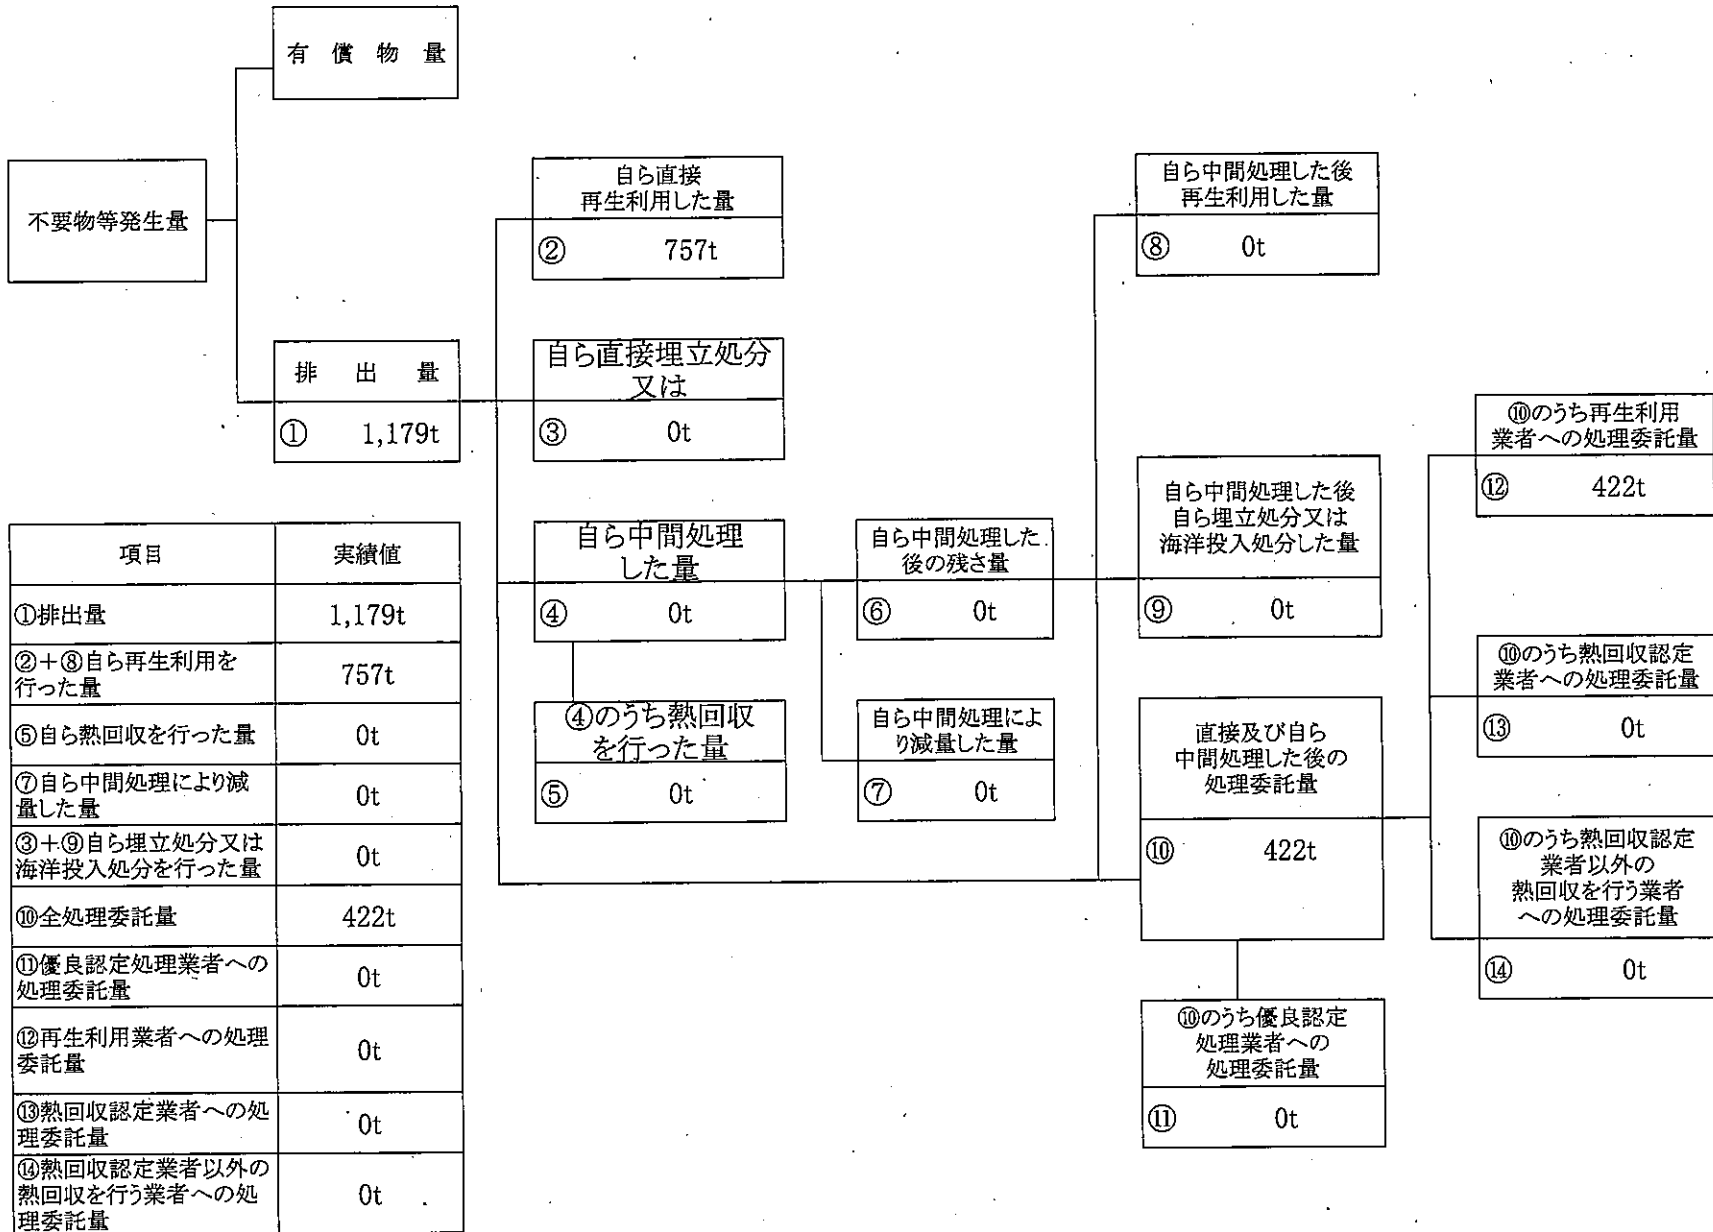 有償物量
不要物等発生量
排出量
① 1,179t
自ら直接
再生利用した量
② 757t
自ら直接埋立処分
又は
③ 0t
自ら中間処理
した量
④ 0t
④のうち熱回収
を行った量
⑤ 0t
自ら中間処理した
後の残さ量
⑥ 0t
自ら中間処理によ
り減量した量
⑦ 0t
自ら中間処理した後
再生利用した量
⑧ 0t
自ら中間処理した後
自ら埋立処分又は
海洋投入処分した量
⑨ 0t
直接及び自ら
中間処理した後の
処理委託量
⑩ 422t
⑩のうち優良認定
処理業者への
処理委託量
⑪ 0t
⑩のうち再生利用
業者への処理委託量
⑫ 422t
⑩のうち熱回収認定
業者への処理委託量
⑬ 0t
⑩のうち熱回収認定
業者以外の
熱回収を行う業者
への処理委託量
⑭ 0t
項目 実績値
①排出量 1,179t
②+⑧自ら再生利用を
行った量 757t
⑤自ら熱回収を行った量 0t
⑦自ら中間処理により減
量した量 0t
③+⑨自ら埋立処分又は
海洋投入処分を行った量 0t
⑩全処理委託量 422t
⑪優良認定処理業者への
処理委託量 0t
⑫再生利用業者への処理
委託量 0t
⑬熱回収認定業者への処
理委託量 0t
⑭熱回収認定業者以外の
熱回収を行う業者への処
理委託量 0t